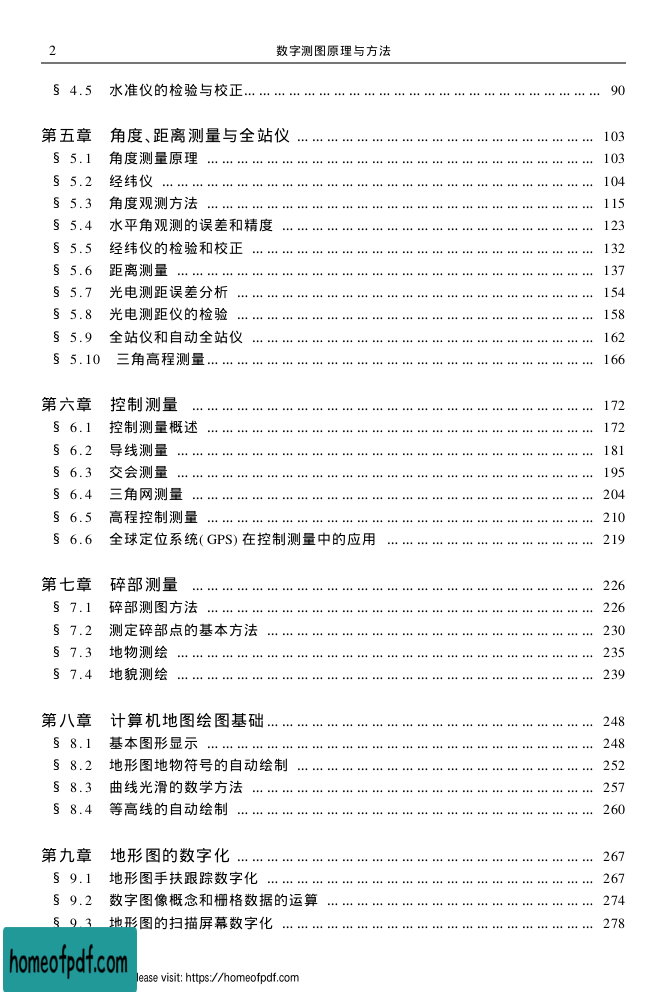 2 数字测图原理与方法
§ 4.5 水准仪的检验与校正… … … … … … … … … … … … … … … … … … … … … … … … 90
第五章 角度、距离测量与全站仪 … … … … … … … … … … … … … … … … … … … … 103
§ 5.1 角度测量原理 … … … … … … … … … … … … … … … … … … … … … … … … … … 103
§ 5.2 经纬仪 … … … … … … … … … … … … … … … … … … … … … … … … … … … … … 104
§ 5.3 角度观测方法 … … … … … … … … … … … … … … … … … … … … … … … … … … 115
§ 5.4 水平角观测的误差和精度 … … … … … … … … … … … … … … … … … … … … … 123
§ 5.5 经纬仪的检验和校正 … … … … … … … … … … … … … … … … … … … … … … … 132
§ 5.6 距离测量 … … … … … … … … … … … … … … … … … … … … … … … … … … … … 137
§ 5.7 光电测距误差分析 … … … … … … … … … … … … … … … … … … … … … … … … 154
§ 5.8 光电测距仪的检验 … … … … … … … … … … … … … … … … … … … … … … … … 158
§ 5.9 全站仪和自动全站仪 … … … … … … … … … … … … … … … … … … … … … … … 162
§ 5.10 三角高程测量… … … … … … … … … … … … … … … … … … … … … … … … … … 166
第六章 控制测量 … … … … … … … … … … … … … … … … … … … … … … … … … … … 172
§ 6.1 控制测量概述 … … … … … … … … … … … … … … … … … … … … … … … … … … 172
§ 6.2 导线测量 … … … … … … … … … … … … … … … … … … … … … … … … … … … … 181
§ 6.3 交会测量 … … … … … … … … … … … … … … … … … … … … … … … … … … … … 195
§ 6.4 三角网测量 … … … … … … … … … … … … … … … … … … … … … … … … … … … 204
§ 6.5 高程控制测量 … … … … … … … … … … … … … … … … … … … … … … … … … … 210
§ 6.6 全球定位系统( GPS) 在控制测量中的应用 … … … … … … … … … … … … … … 219
第七章 碎部测量 … … … … … … … … … … … … … … … … … … … … … … … … … … … 226
§ 7.1 碎部测图方法 … … … … … … … … … … … … … … … … … … … … … … … … … … 226
§ 7.2 测定碎部点的基本方法 … … … … … … … … … … … … … … … … … … … … … … 230
§ 7.3 地物测绘 … … … … … … … … … … … … … … … … … … … … … … … … … … … … 235
§ 7.4 地貌测绘 … … … … … … … … … … … … … … … … … … … … … … … … … … … … 239
第八章 计算机地图绘图基础… … … … … … … … … … … … … … … … … … … … … … 248
§ 8.1 基本图形显示 … … … … … … … … … … … … … … … … … … … … … … … … … … 248
§ 8.2 地形图地物符号的自动绘制 … … … … … … … … … … … … … … … … … … … … 252
§ 8.3 曲线光滑的数学方法 … … … … … … … … … … … … … … … … … … … … … … … 257
§ 8.4 等高线的自动绘制 … … … … … … … … … … … … … … … … … … … … … … … … 260
第九章 地形图的数字化 … … … … … … … … … … … … … … … … … … … … … … … … 267
§ 9.1 地形图手扶跟踪数字化 … … … … … … … … … … … … … … … … … … … … … … 267
§ 9.2 数字图像概念和栅格数据的运算 … … … … … … … … … … … … … … … … … … 274
§ 9.3 地形图的扫描屏幕数字化 … … … … … … … … … … … … … … … … … … … … … 278
homeofpdf.com
lease visit: https://homeofpdf.com